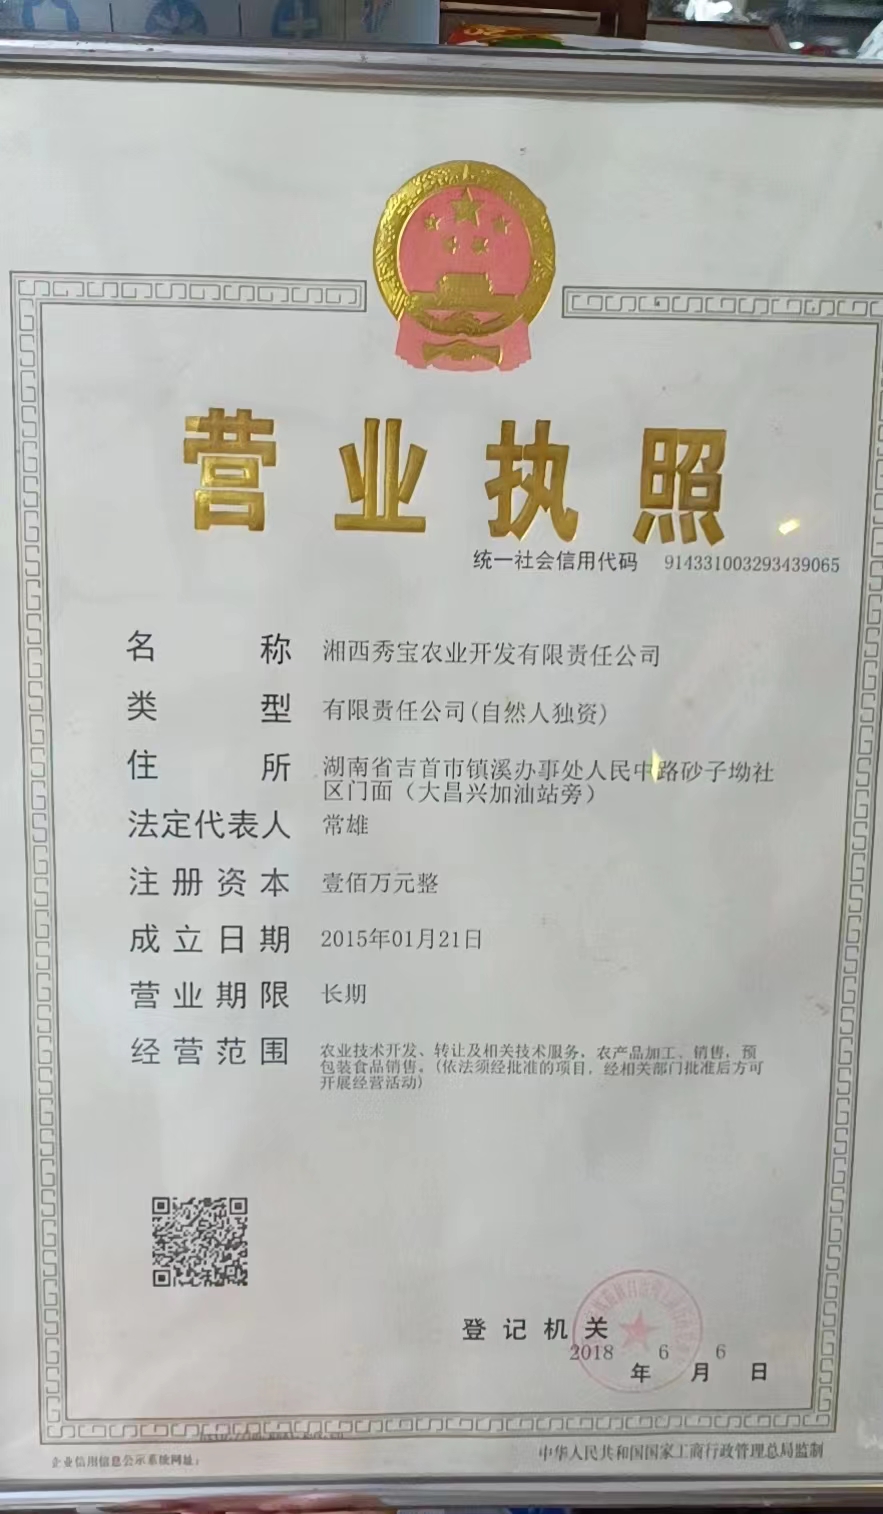 营业执照
统一社会信用代码 914331003293439065
名称 湘西秀宝农业开发有限责任公司
类型 有限责任公司(自然人独资)
住所 湖南省吉首市镇溪办事处人民中路砂子坳社
区门面（大昌兴加油站旁）
法定代表人 常雄
注册资本 壹佰万元整
成立日期 2015年01月21日
营业期限 长期
经营范围 农业技术开发、转让及相关技术服务，农产品加工、销售，预
包装食品销售。(依法须经批准的项目，经相关部门批准后方可
开展经营活动)
登记机关
2018年6月6日
企业信用信息公示系统网址：
中华人民共和国国家工商行政管理总局监制